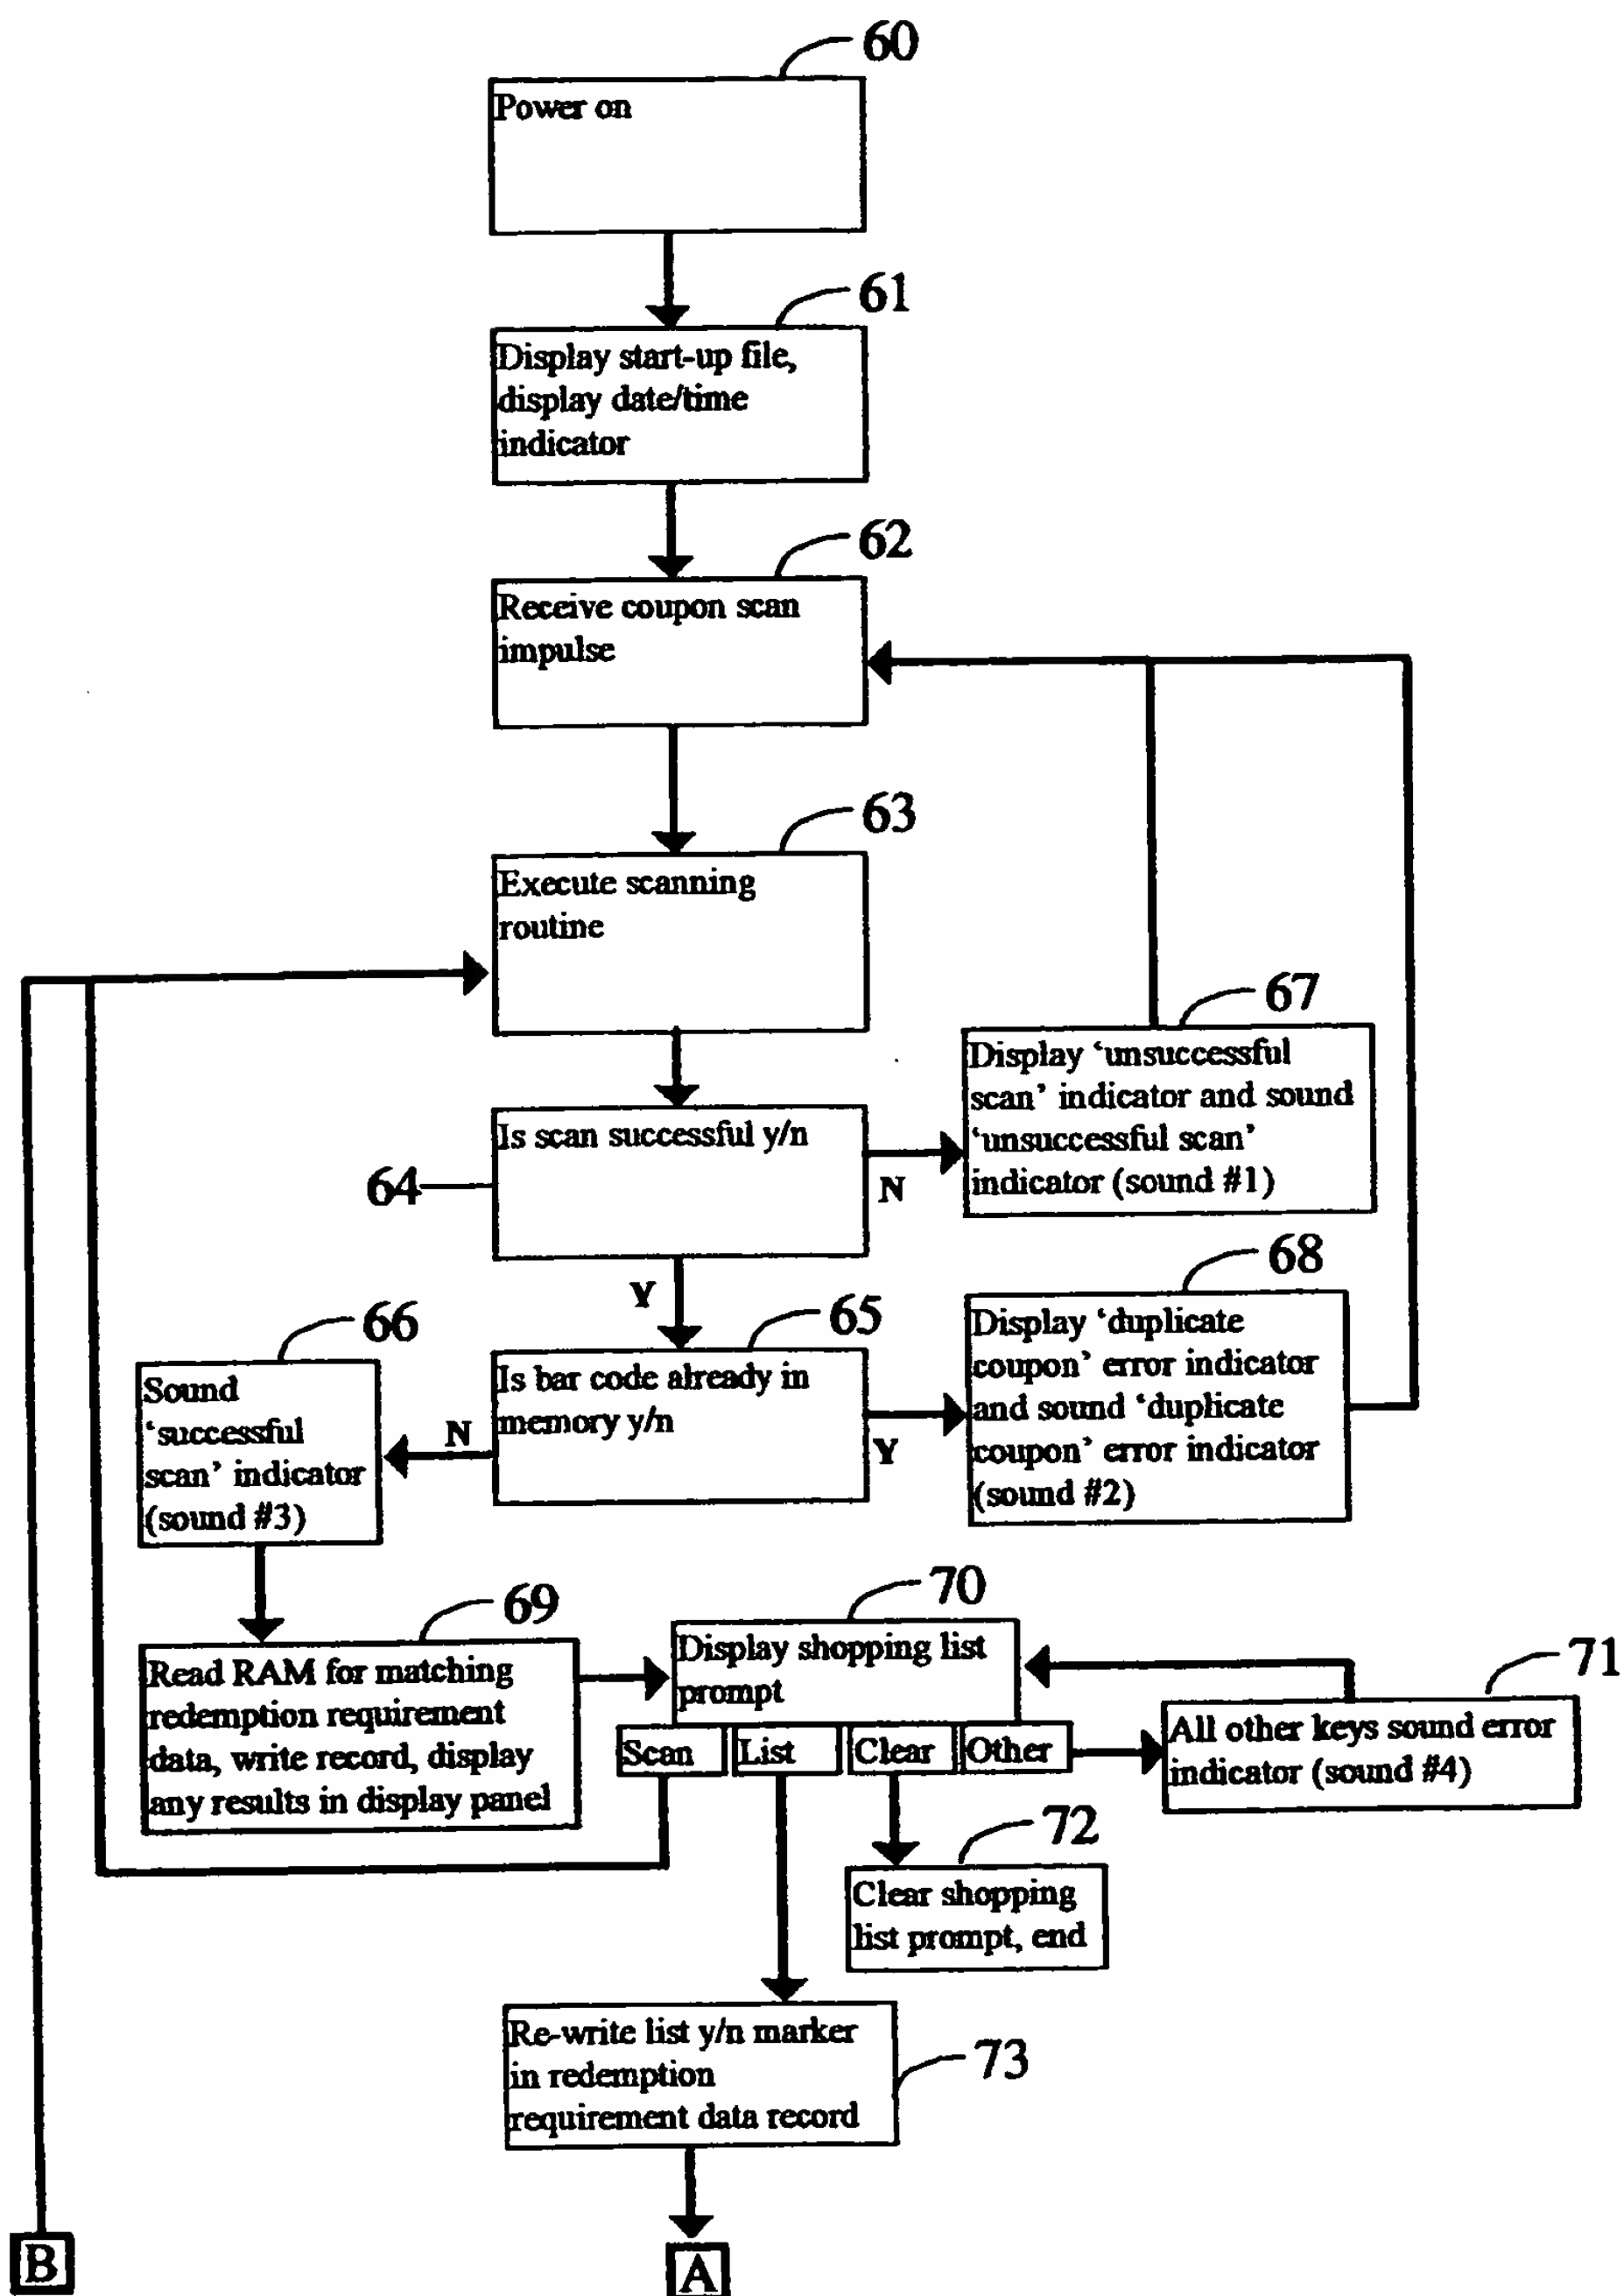 60
Power on
61
Display start-up file,
display date/time
indicator
62
Receive coupon scan
impulse
63
Execute scanning
routine
67
Display ‘unsuccessful
scan’ indicator and sound
‘unsuccessful scan’
indicator (sound #1)
Is scan successful y/n
64
N
Y
68
Display ‘duplicate
coupon’ error indicator
and sound ‘duplicate
coupon’ error indicator
(sound #2)
65
Is bar code already in
memory y/n
N
Y
66
Sound
‘successful
scan’ indicator
(sound #3)
69
Read RAM for matching
redemption requirement
data, write record, display
any results in display panel
70
Display shopping list
prompt
Scan List Clear Other
71
All other keys sound error
indicator (sound #4)
72
Clear shopping
list prompt, end
Re-write list y/n marker
in redemption
requirement data record
73
B
A